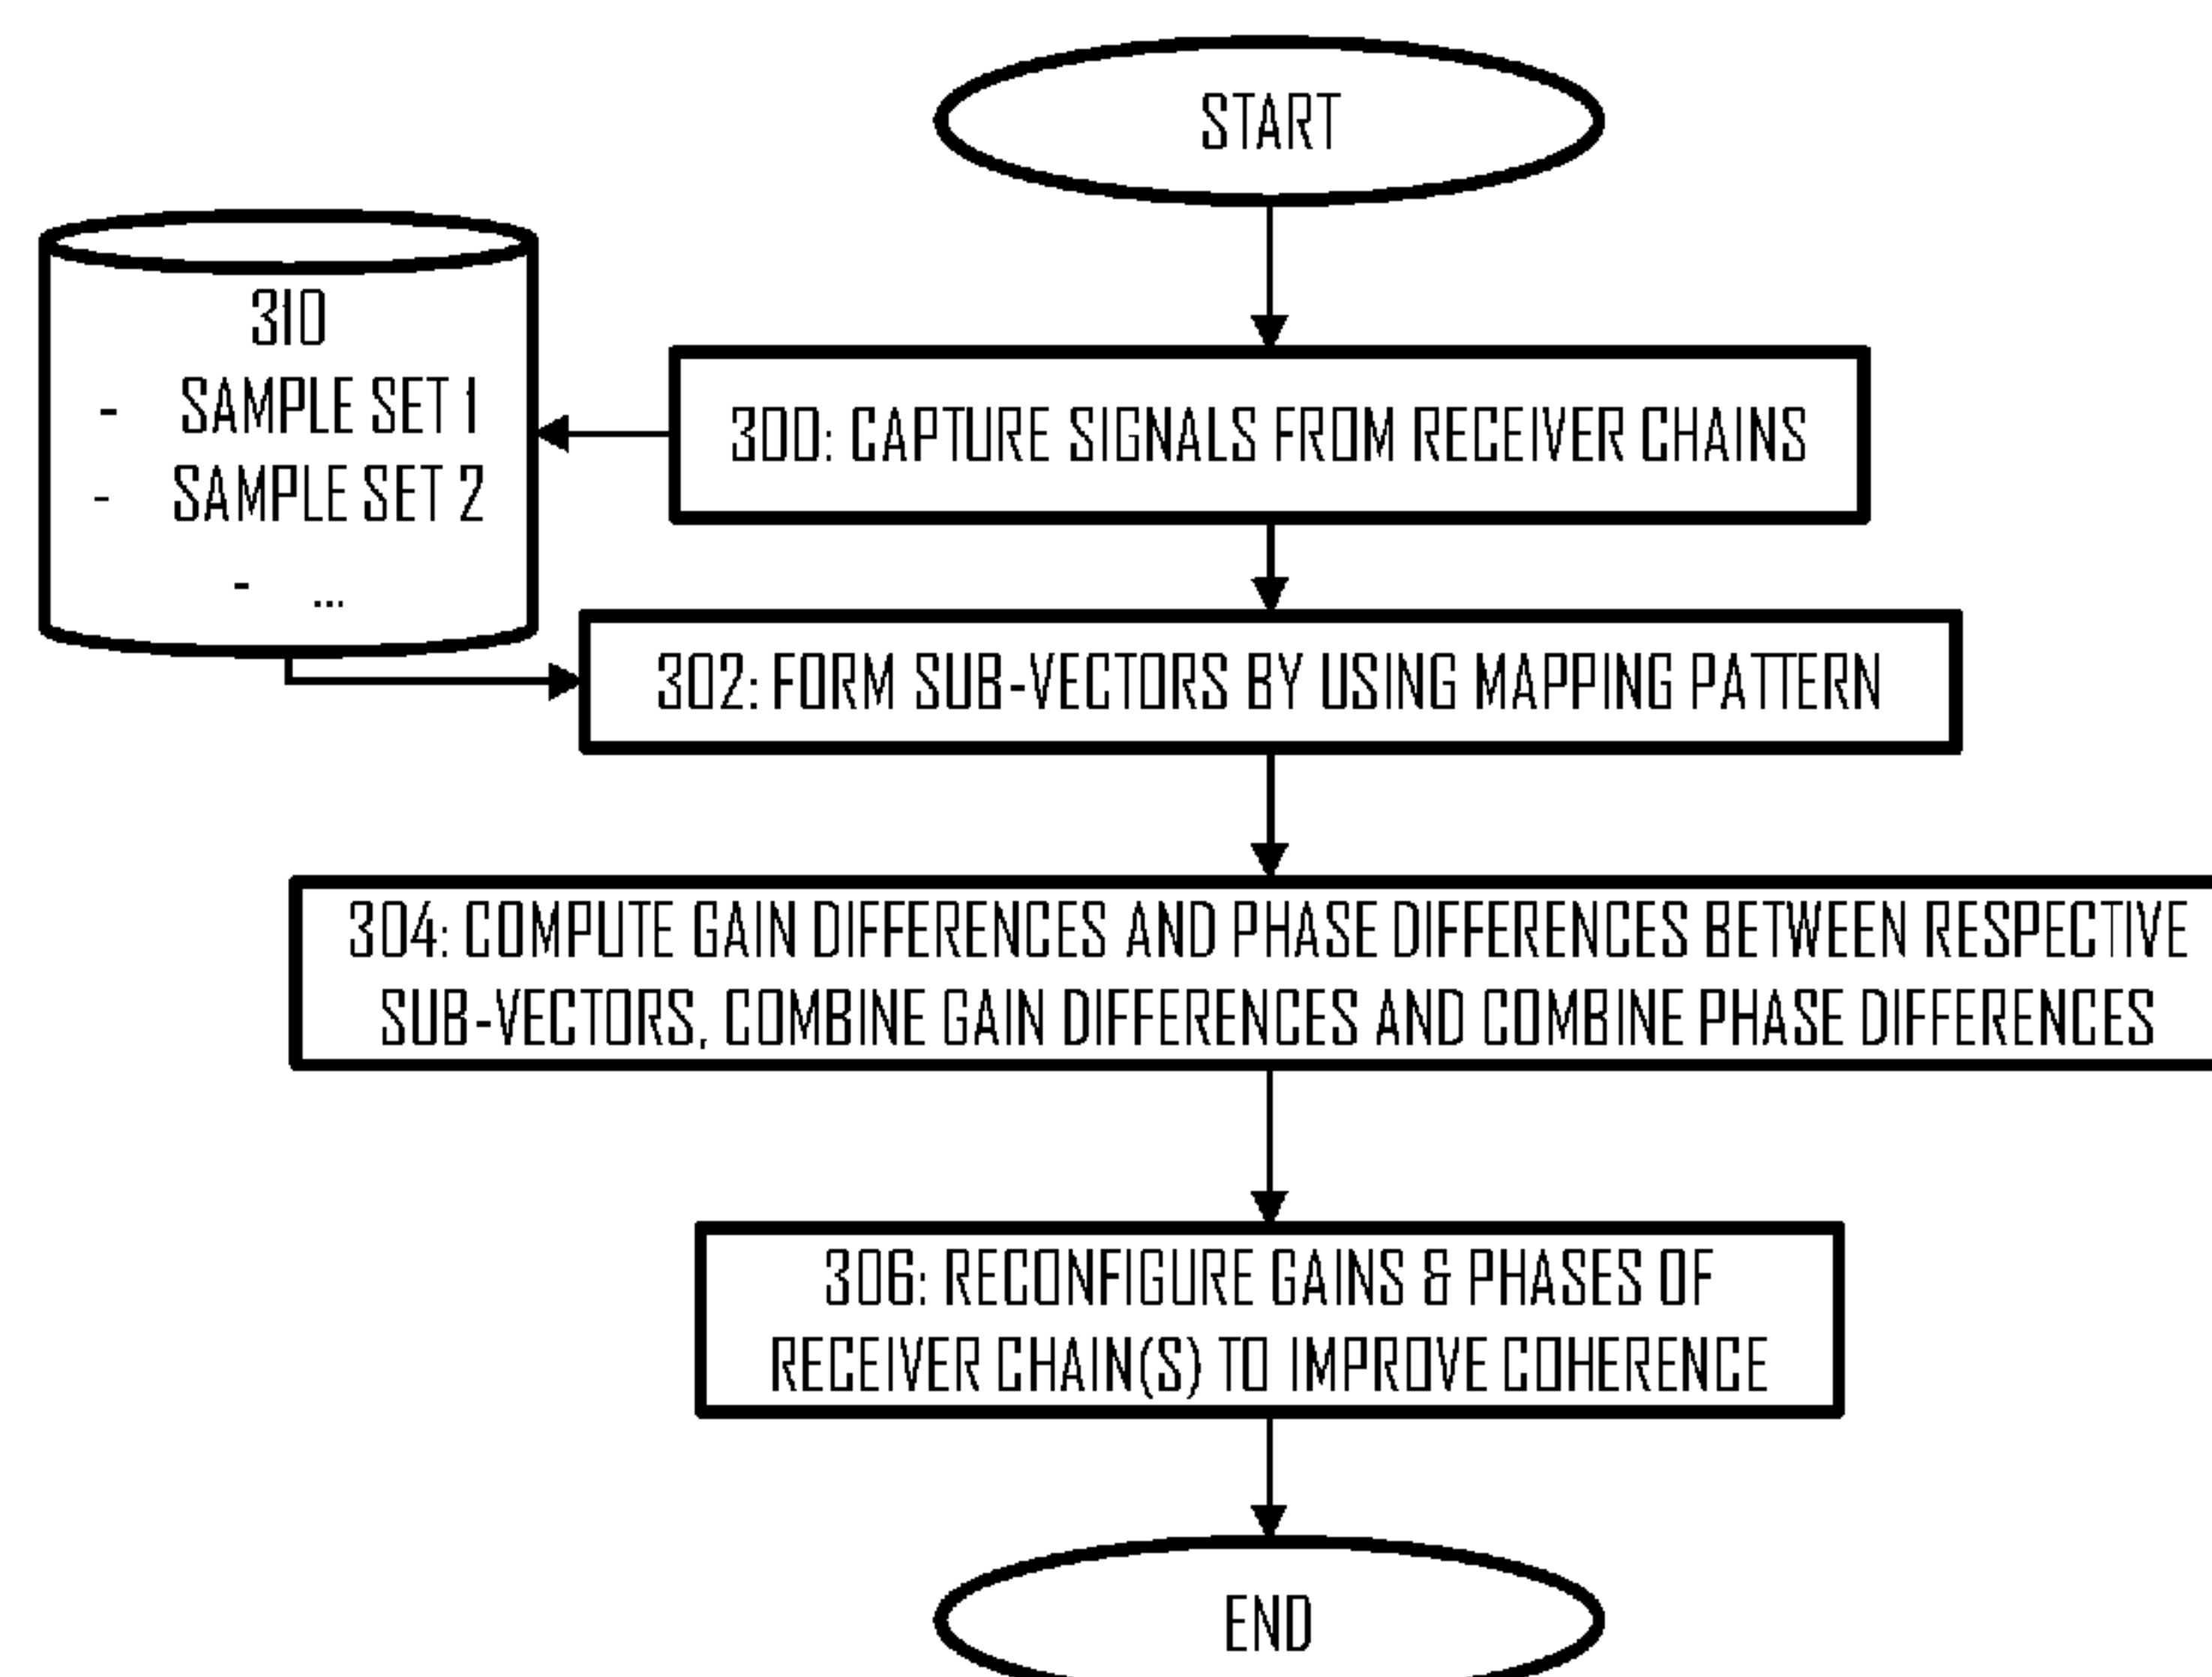 START
310
- SAMPLE SET 1
- SAMPLE SET 2
- ...
300: CAPTURE SIGNALS FROM RECEIVER CHAINS
302: FORM SUB-VECTORS BY USING MAPPING PATTERN
304: COMPUTE GAIN DIFFERENCES AND PHASE DIFFERENCES BETWEEN RESPECTIVE
SUB-VECTORS, COMBINE GAIN DIFFERENCES AND COMBINE PHASE DIFFERENCES
306: RECONFIGURE GAINS & PHASES OF
RECEIVER CHAIN(S) TO IMPROVE COHERENCE
END